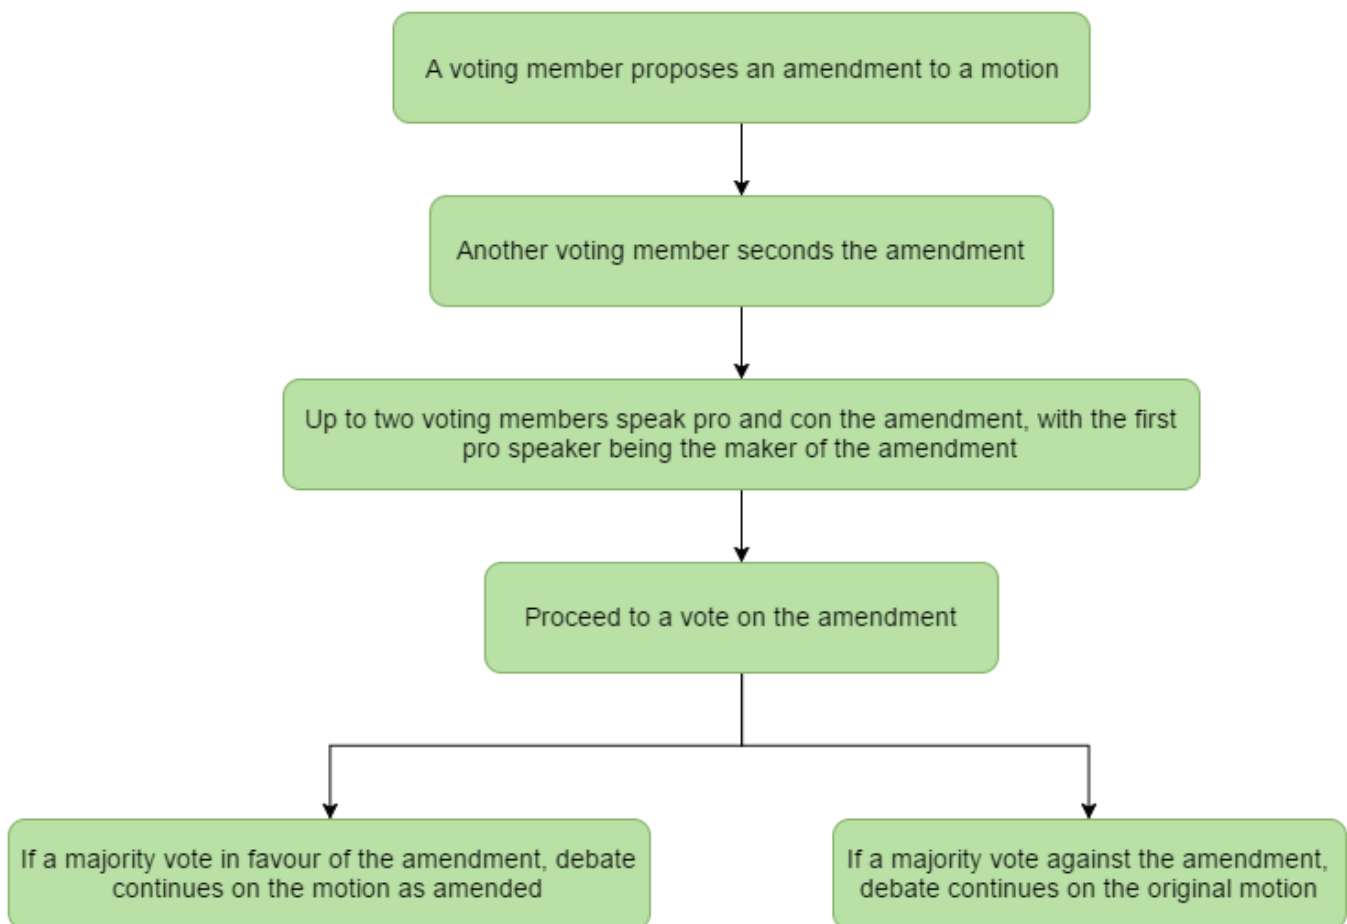 A voting member proposes an amendment to a motion
Another voting member seconds the amendment
Up to two voting members speak pro and con the amendment, with the first
pro speaker being the maker of the amendment
Proceed to a vote on the amendment
If a majority vote in favour of the amendment, debate
continues on the motion as amended
If a majority vote against the amendment,
debate continues on the original motion